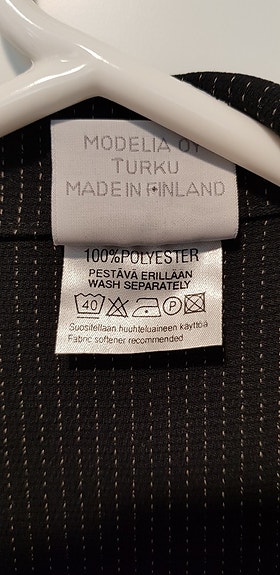 MODELIA OY
TURKU
MADE IN FINLAND
100%POLYESTER
PESTÄVÄ ERILLÄÄN
WASH SEPARATELY
40 P
Suositellaan huuhteluaineen käyttöä
Fabric softener recommended